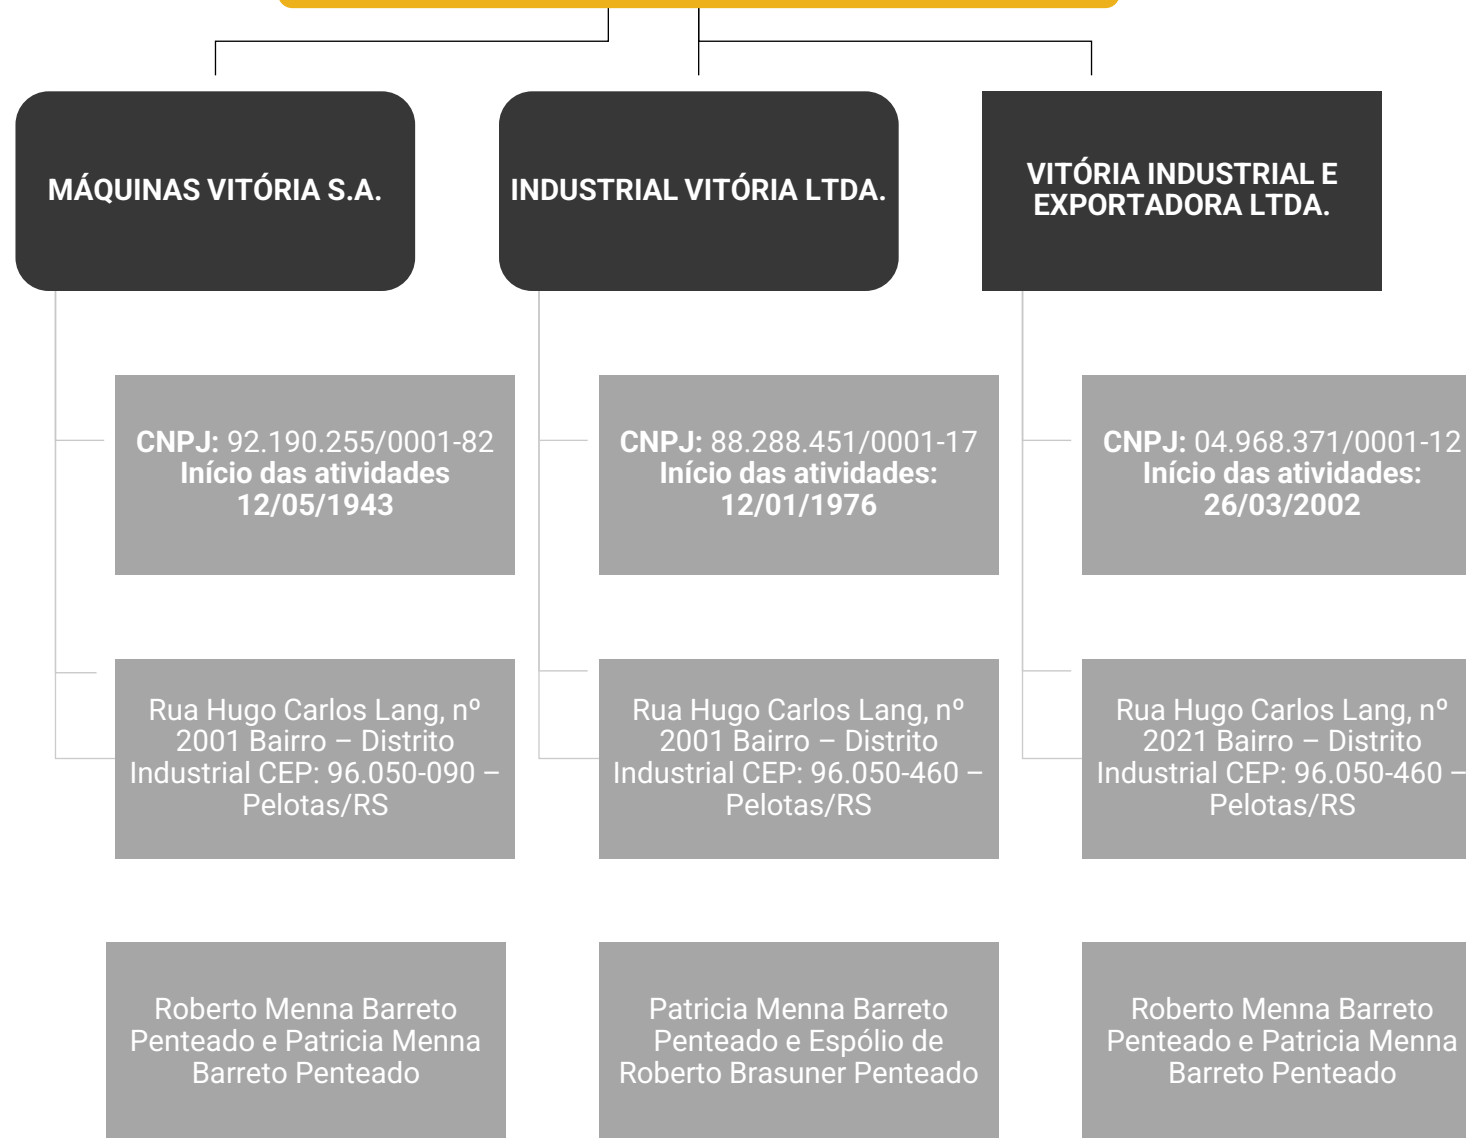 MÁQUINAS VITÓRIA S.A.
INDUSTRIAL VITÓRIA LTDA.
VITÓRIA INDUSTRIAL E
EXPORTADORA LTDA.
CNPJ: 92.190.255/0001-82
Início das atividades
12/05/1943
CNPJ: 88.288.451/0001-17
Início das atividades:
12/01/1976
CNPJ: 04.968.371/0001-12
Início das atividades:
26/03/2002
Rua Hugo Carlos Lang, nº
2001 Bairro – Distrito
Industrial CEP: 96.050-090 –
Pelotas/RS
Rua Hugo Carlos Lang, nº
2001 Bairro – Distrito
Industrial CEP: 96.050-460 –
Pelotas/RS
Rua Hugo Carlos Lang, nº
2021 Bairro – Distrito
Industrial CEP: 96.050-460 –
Pelotas/RS
Roberto Menna Barreto
Penteado e Patricia Menna
Barreto Penteado
Patricia Menna Barreto
Penteado e Espólio de
Roberto Brasuner Penteado
Roberto Menna Barreto
Penteado e Patricia Menna
Barreto Penteado